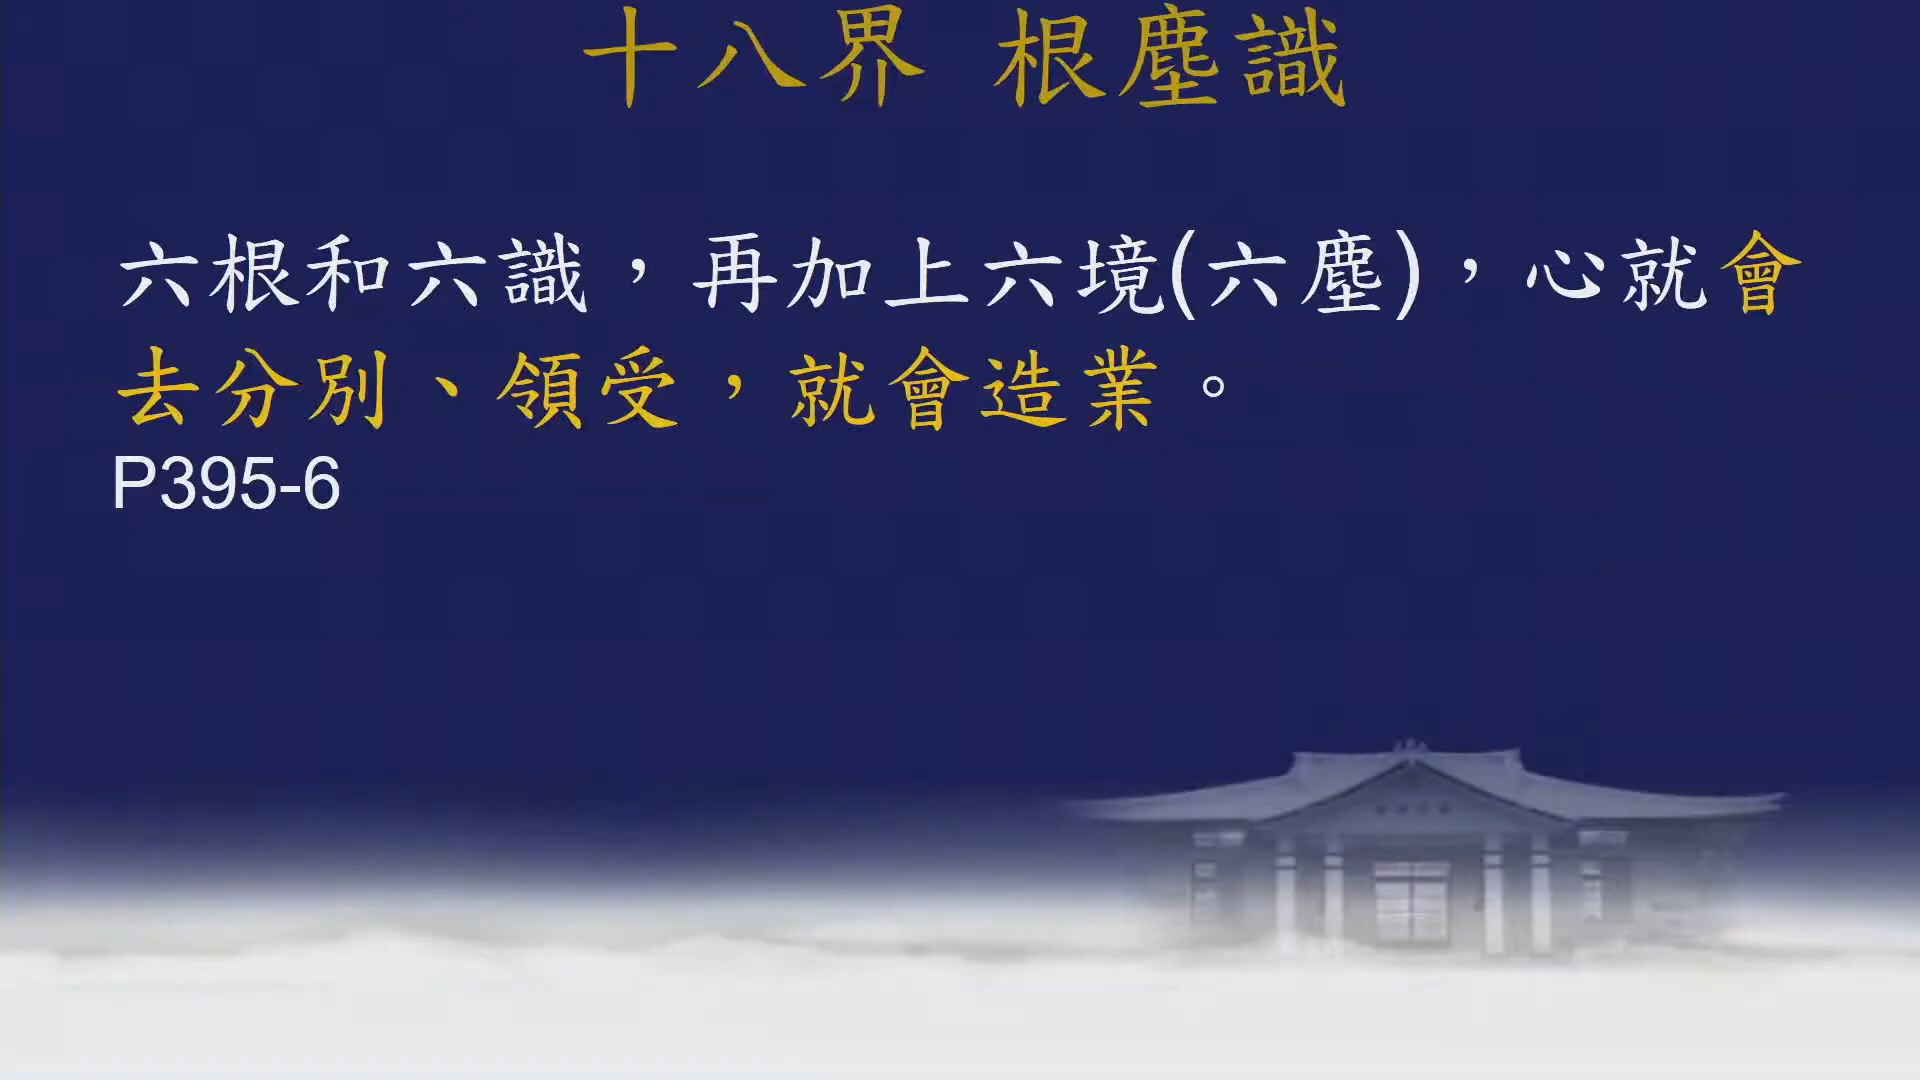 十八界 根塵識
六根和六識，再加上六境(六塵)，心就會
去分別、領受，就會造業。
P395-6